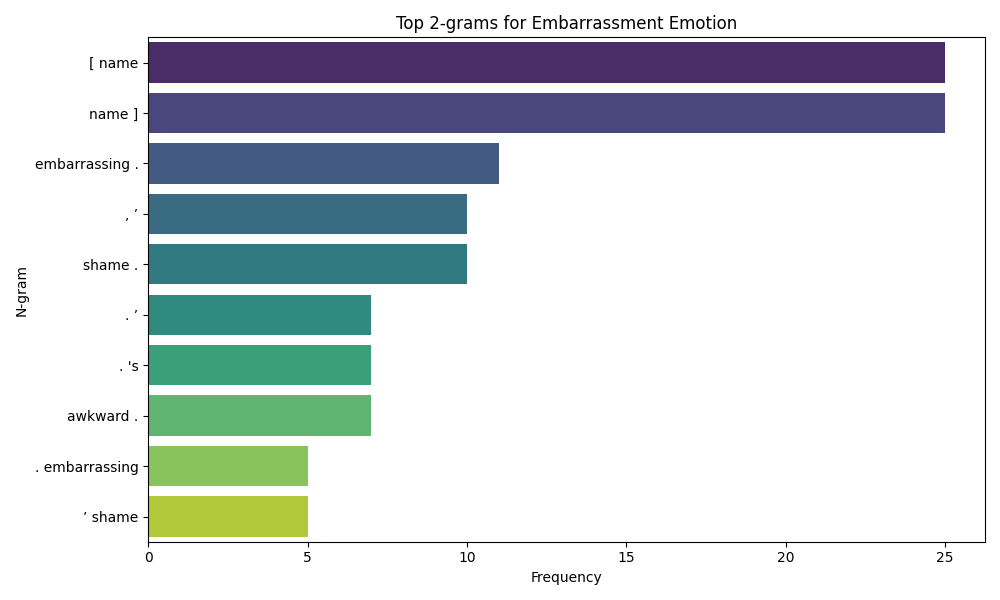 Top 2-grams for Embarrassment Emotion
N-gram
[ name
name ]
embarrassing .
, ’
shame .
. ’
. 's
awkward .
. embarrassing
’ shame
0 5 10 15 20 25
Frequency